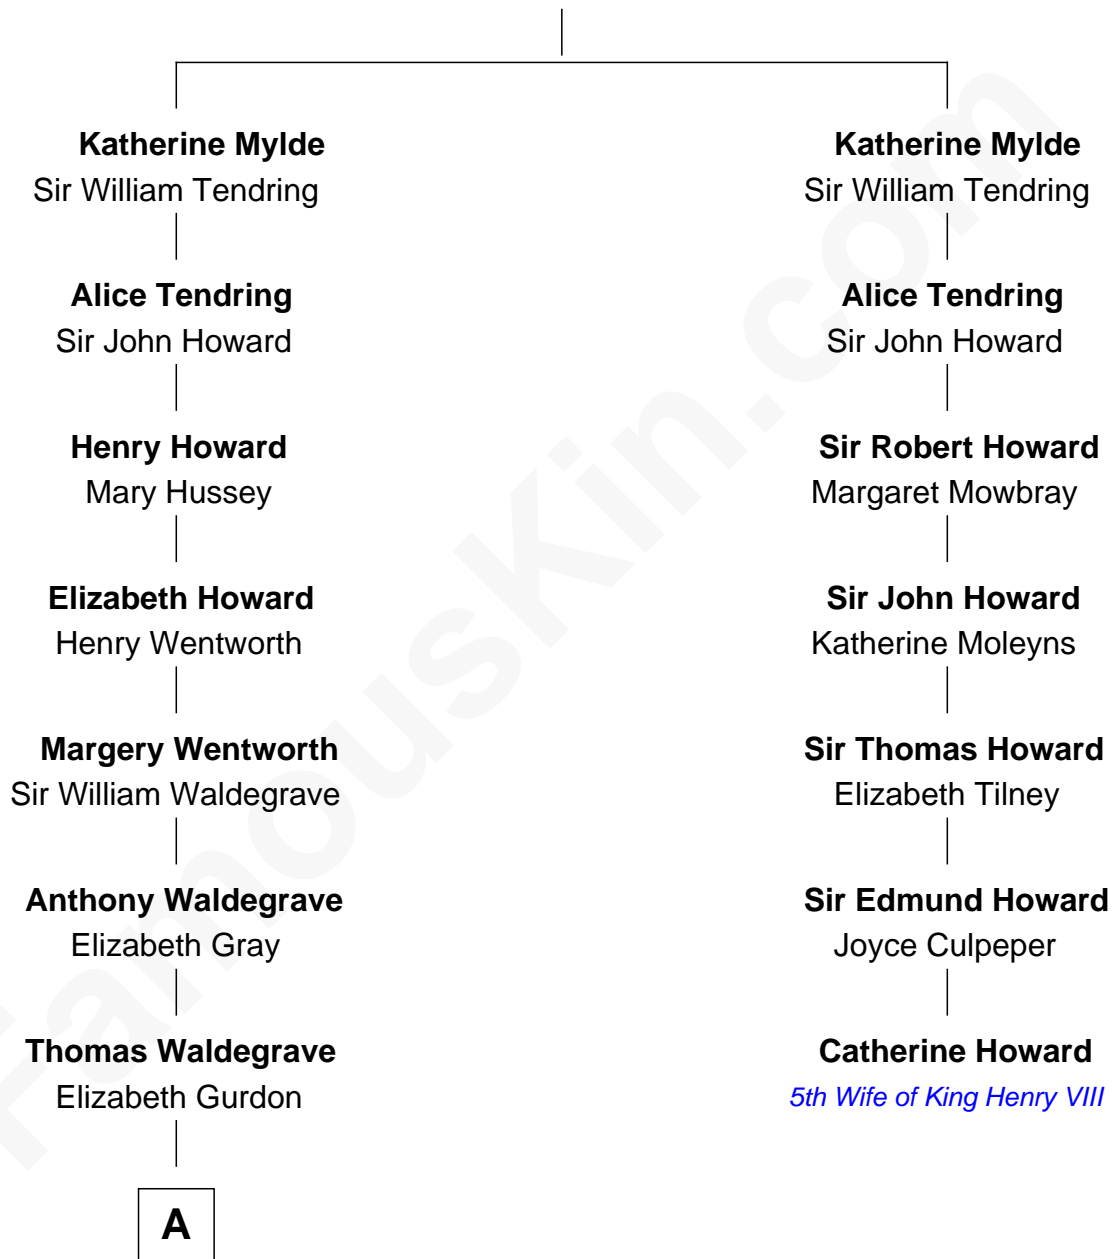 Katherine Mylde
Sir William Tendring
Alice Tendring
Sir John Howard
Henry Howard
Mary Hussey
Elizabeth Howard
Henry Wentworth
Margery Wentworth
Sir William Waldegrave
Anthony Waldegrave
Elizabeth Gray
Thomas Waldegrave
Elizabeth Gurdon
A
Katherine Mylde
Sir William Tendring
Alice Tendring
Sir John Howard
Sir Robert Howard
Margaret Mowbray
Sir John Howard
Katherine Moleyns
Sir Thomas Howard
Elizabeth Tilney
Sir Edmund Howard
Joyce Culpeper
Catherine Howard
5th Wife of King Henry VIII
FamousKin.com